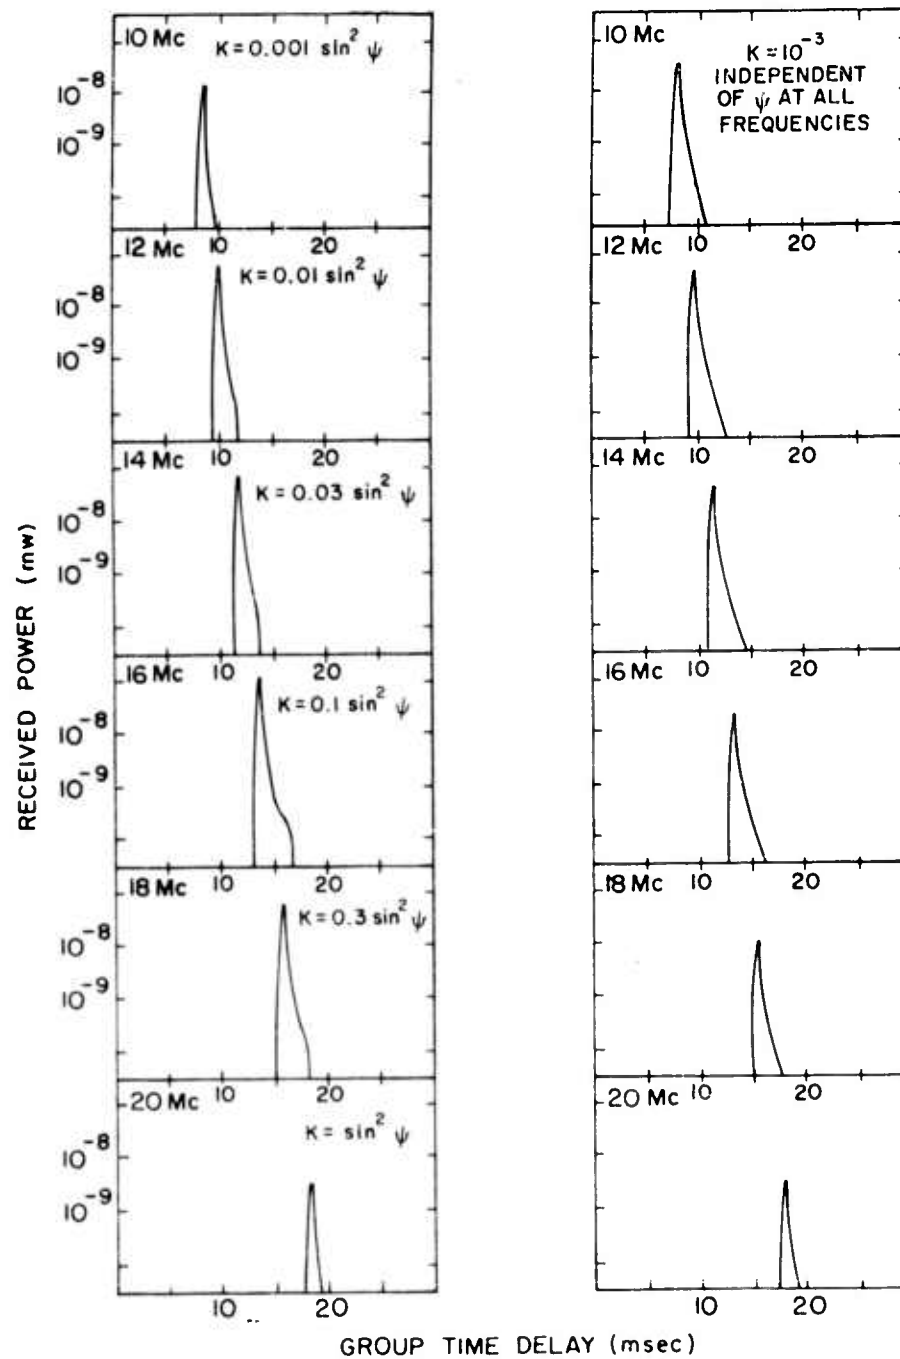 10 Mc
K = 0.001 sin² ψ
10⁻⁸
10⁻⁹
10 20
12 Mc
K = 0.01 sin² ψ
10⁻⁸
10⁻⁹
10 20
14 Mc
K = 0.03 sin² ψ
10⁻⁸
10⁻⁹
10 20
16 Mc
K = 0.1 sin² ψ
10⁻⁸
10⁻⁹
10 20
18 Mc
K = 0.3 sin² ψ
10⁻⁸
10⁻⁹
10 20
20 Mc
K = sin² ψ
10⁻⁸
10⁻⁹
10 20
10 Mc
K = 10⁻³
INDEPENDENT
OF ψ AT ALL
FREQUENCIES
10 20
12 Mc
10 20
14 Mc
10 20
16 Mc
10 20
18 Mc
10 20
20 Mc
10 20
RECEIVED POWER (mw)
GROUP TIME DELAY (msec)